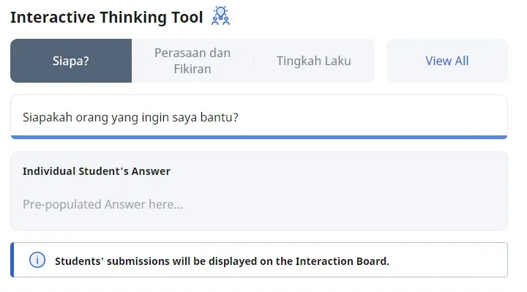 Interactive Thinking Tool
Siapa?
Perasaan dan
Fikiran
Tingkah Laku
View All
Siapakah orang yang ingin saya bantu?
Individual Student's Answer
Pre-populated Answer here...
Students' submissions will be displayed on the Interaction Board.